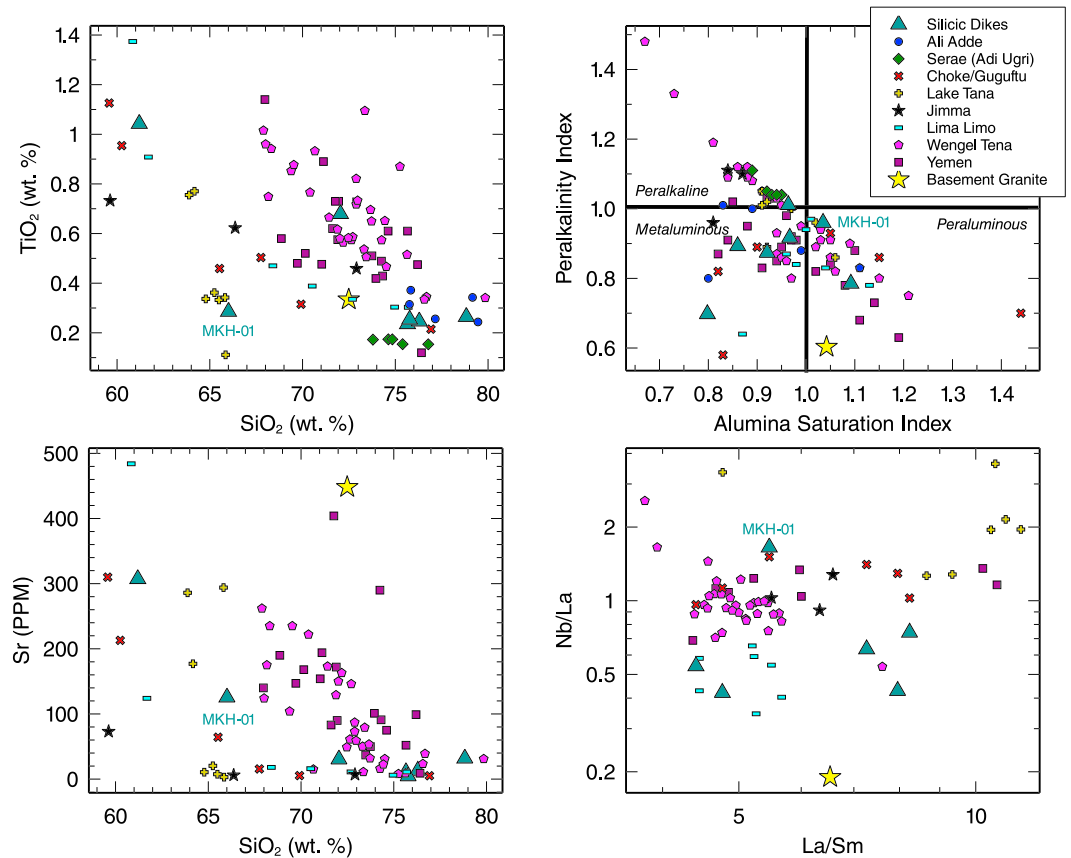 1.4
1.2
1
0.8
0.6
0.4
0.2
TiO2 (wt. %)
MKH-01
60
65
70
75
80
SiO2 (wt. %)
1.4
1.2
1.0
0.8
0.6
Peralkalinity Index
Peralkaline
Metaluminous
Peraluminous
MKH-01
0.7
0.8
0.9
1.0
1.1
1.2
1.3
1.4
Alumina Saturation Index
Silicic Dikes
Ali Adde
Serae (Adi Ugri)
Choke/Guguftu
Lake Tana
Jimma
Lima Limo
Wengel Tena
Yemen
Basement Granite
500
400
300
200
100
0
Sr (PPM)
MKH-01
60
65
70
75
80
SiO2 (wt. %)
2
1
0.5
0.2
Nb/La
MKH-01
5
10
La/Sm